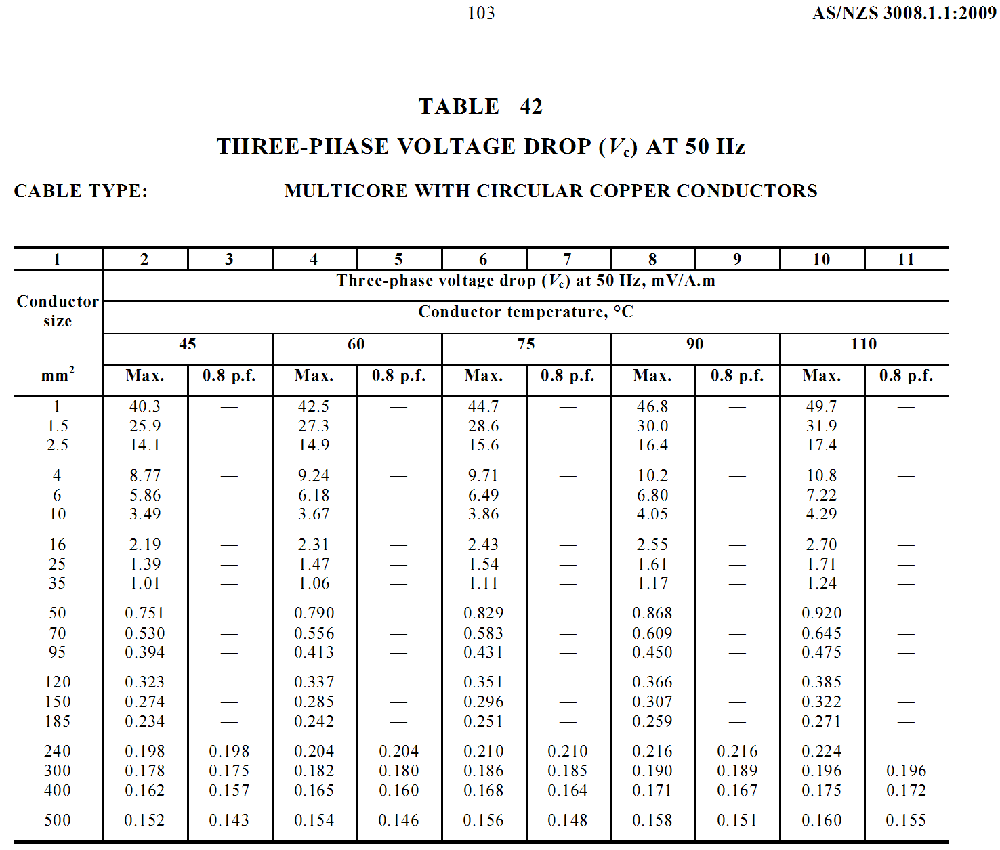 103 AS/NZS 3008.1.1:2009
TABLE 42
THREE-PHASE VOLTAGE DROP (Vc) AT 50 Hz
CABLE TYPE: MULTICORE WITH CIRCULAR COPPER CONDUCTORS
1 2 3 4 5 6 7 8 9 10 11
Three-phase voltage drop (Vc) at 50 Hz, mV/A.m
Conductor
size
Conductor temperature, °C
45 60 75 90 110
mm² Max. 0.8 p.f. Max. 0.8 p.f. Max. 0.8 p.f. Max. 0.8 p.f. Max. 0.8 p.f.
1 40.3 — 42.5 — 44.7 — 46.8 — 49.7 —
1.5 25.9 — 27.3 — 28.6 — 30.0 — 31.9 —
2.5 14.1 — 14.9 — 15.6 — 16.4 — 17.4 —
4 8.77 — 9.24 — 9.71 — 10.2 — 10.8 —
6 5.86 — 6.18 — 6.49 — 6.80 — 7.22 —
10 3.49 — 3.67 — 3.86 — 4.05 — 4.29 —
16 2.19 — 2.31 — 2.43 — 2.55 — 2.70 —
25 1.39 — 1.47 — 1.54 — 1.61 — 1.71 —
35 1.01 — 1.06 — 1.11 — 1.17 — 1.24 —
50 0.751 — 0.790 — 0.829 — 0.868 — 0.920 —
70 0.530 — 0.556 — 0.583 — 0.609 — 0.645 —
95 0.394 — 0.413 — 0.431 — 0.450 — 0.475 —
120 0.323 — 0.337 — 0.351 — 0.366 — 0.385 —
150 0.274 — 0.285 — 0.296 — 0.307 — 0.322 —
185 0.234 — 0.242 — 0.251 — 0.259 — 0.271 —
240 0.198 0.198 0.204 0.204 0.210 0.210 0.216 0.216 0.224 —
300 0.178 0.175 0.182 0.180 0.186 0.185 0.190 0.189 0.196 0.196
400 0.162 0.157 0.165 0.160 0.168 0.164 0.171 0.167 0.175 0.172
500 0.152 0.143 0.154 0.146 0.156 0.148 0.158 0.151 0.160 0.155